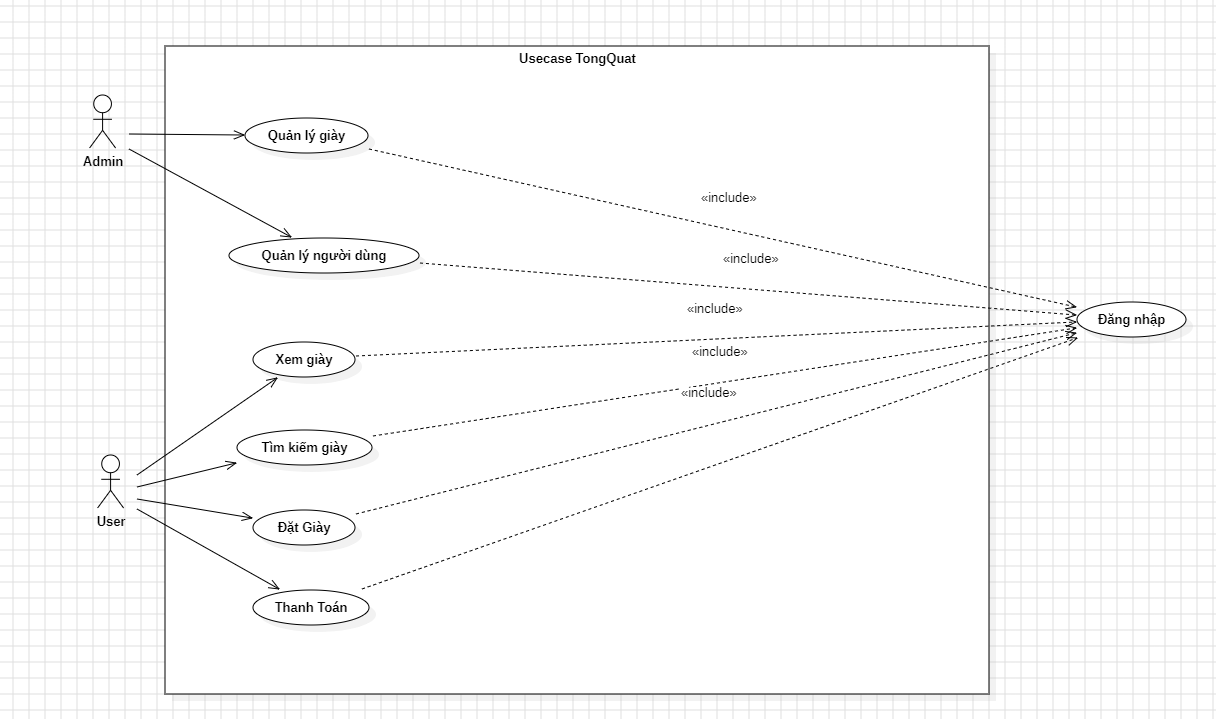 Usecase TongQuat
Admin
Quản lý giày
«include»
Quản lý người dùng
«include»
«include»
Đăng nhập
Xem giày
«include»
«include»
Tìm kiếm giày
User
Đặt Giày
Thanh Toán